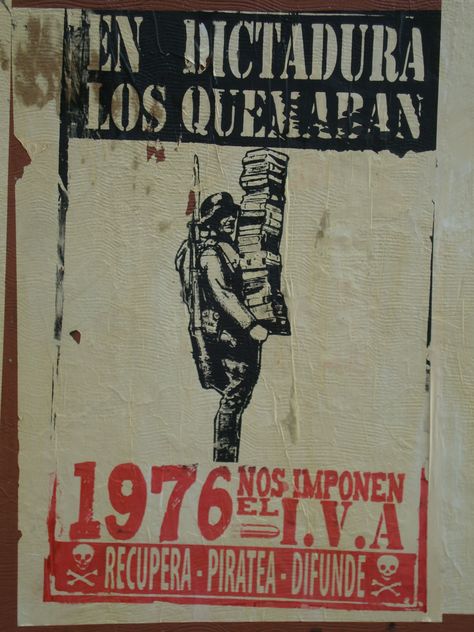 EN DICTADURA
LOS QUEMABAN
1976 NOS IMPONEN
EL I.V.A
RECUPERA - PIRATEA - DIFUNDE